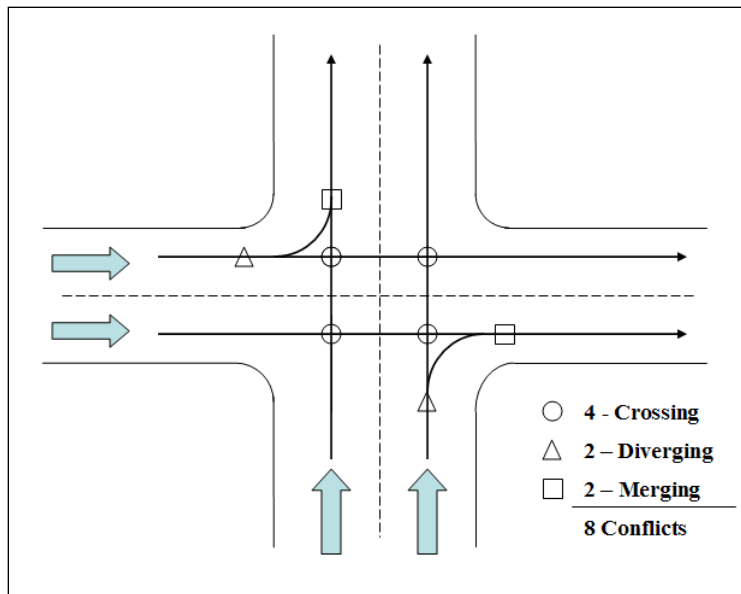 4 - Crossing
2 – Diverging
2 – Merging
8 Conflicts